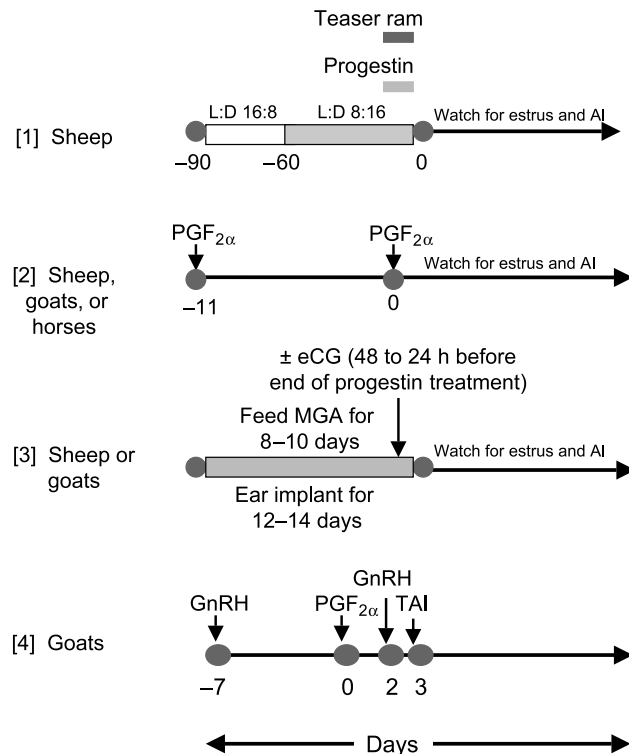 Teaser ram
Progestin
L:D 16:8 L:D 8:16
Watch for estrus and AI
[1] Sheep
–90 –60 0
PGF2α PGF2α
[2] Sheep,
goats, or
horses
Watch for estrus and AI
–11 0
± eCG (48 to 24 h before
end of progestin treatment)
Feed MGA for
8–10 days
[3] Sheep or
goats
Watch for estrus and AI
Ear implant for
12–14 days
GnRH
GnRH PGF2α TAI
[4] Goats
–7 0 2 3
Days